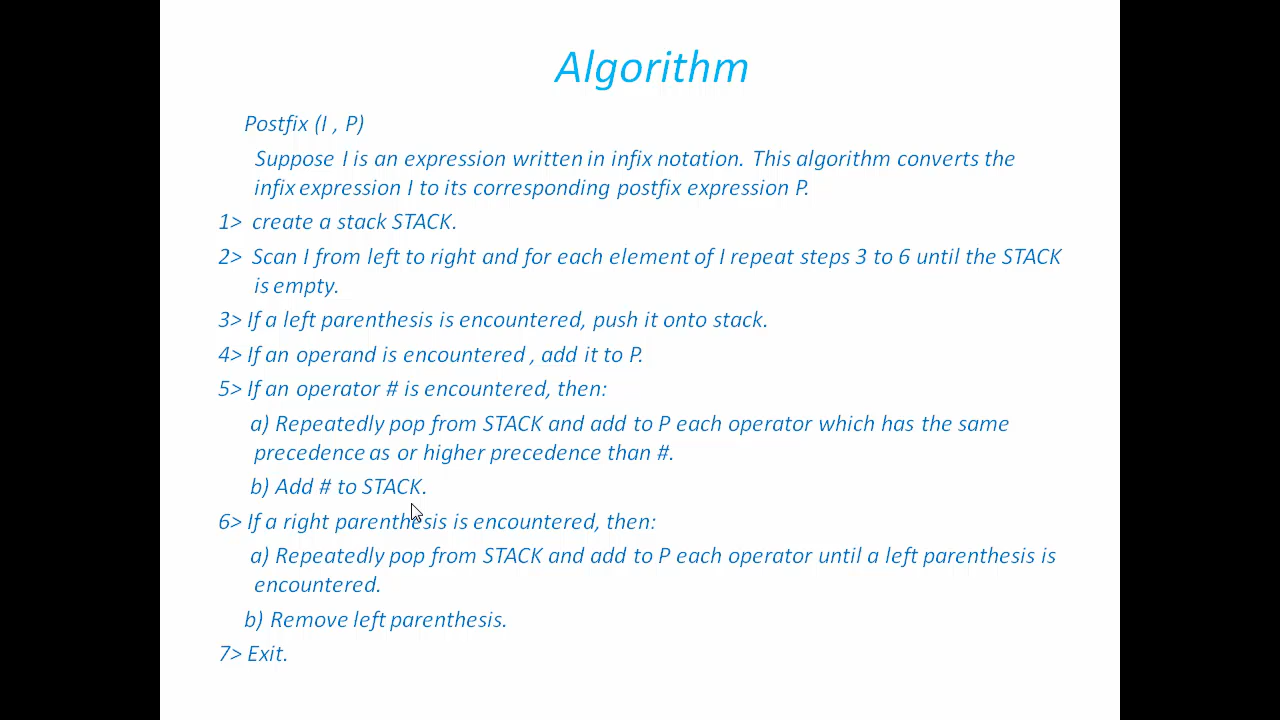 Algorithm
Postfix (I , P)
Suppose I is an expression written in infix notation. This algorithm converts the
infix expression I to its corresponding postfix expression P.
1> create a stack STACK.
2> Scan I from left to right and for each element of I repeat steps 3 to 6 until the STACK
is empty.
3> If a left parenthesis is encountered, push it onto stack.
4> If an operand is encountered , add it to P.
5> If an operator # is encountered, then:
a) Repeatedly pop from STACK and add to P each operator which has the same
precedence as or higher precedence than #.
b) Add # to STACK.
6> If a right parenthesis is encountered, then:
a) Repeatedly pop from STACK and add to P each operator until a left parenthesis is
encountered.
b) Remove left parenthesis.
7> Exit.